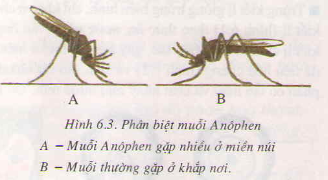 A
B
Hình 6.3. Phân biệt muỗi Anôphen
A – Muỗi Anôphen gặp nhiều ở miền núi
B – Muỗi thường gặp ở khắp nơi.